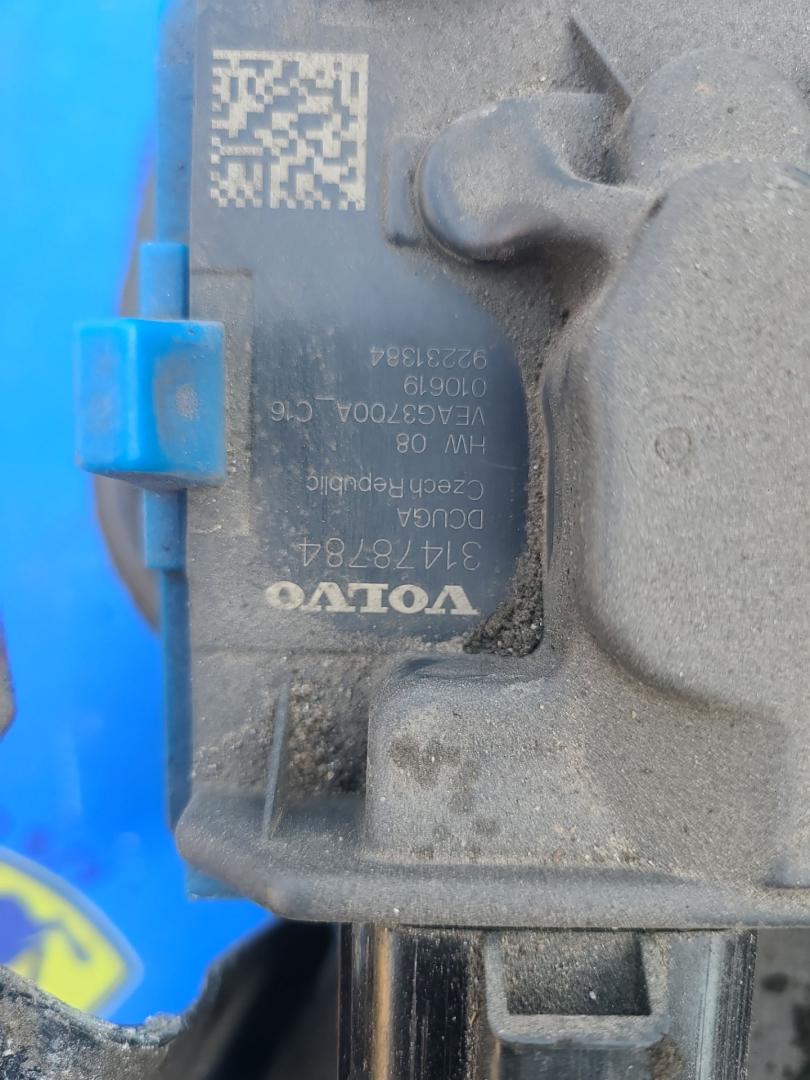 VOLVO
31478784
DCUGA
Czech Republic
HW 08
VEAG3700A_C16
010619
92231384